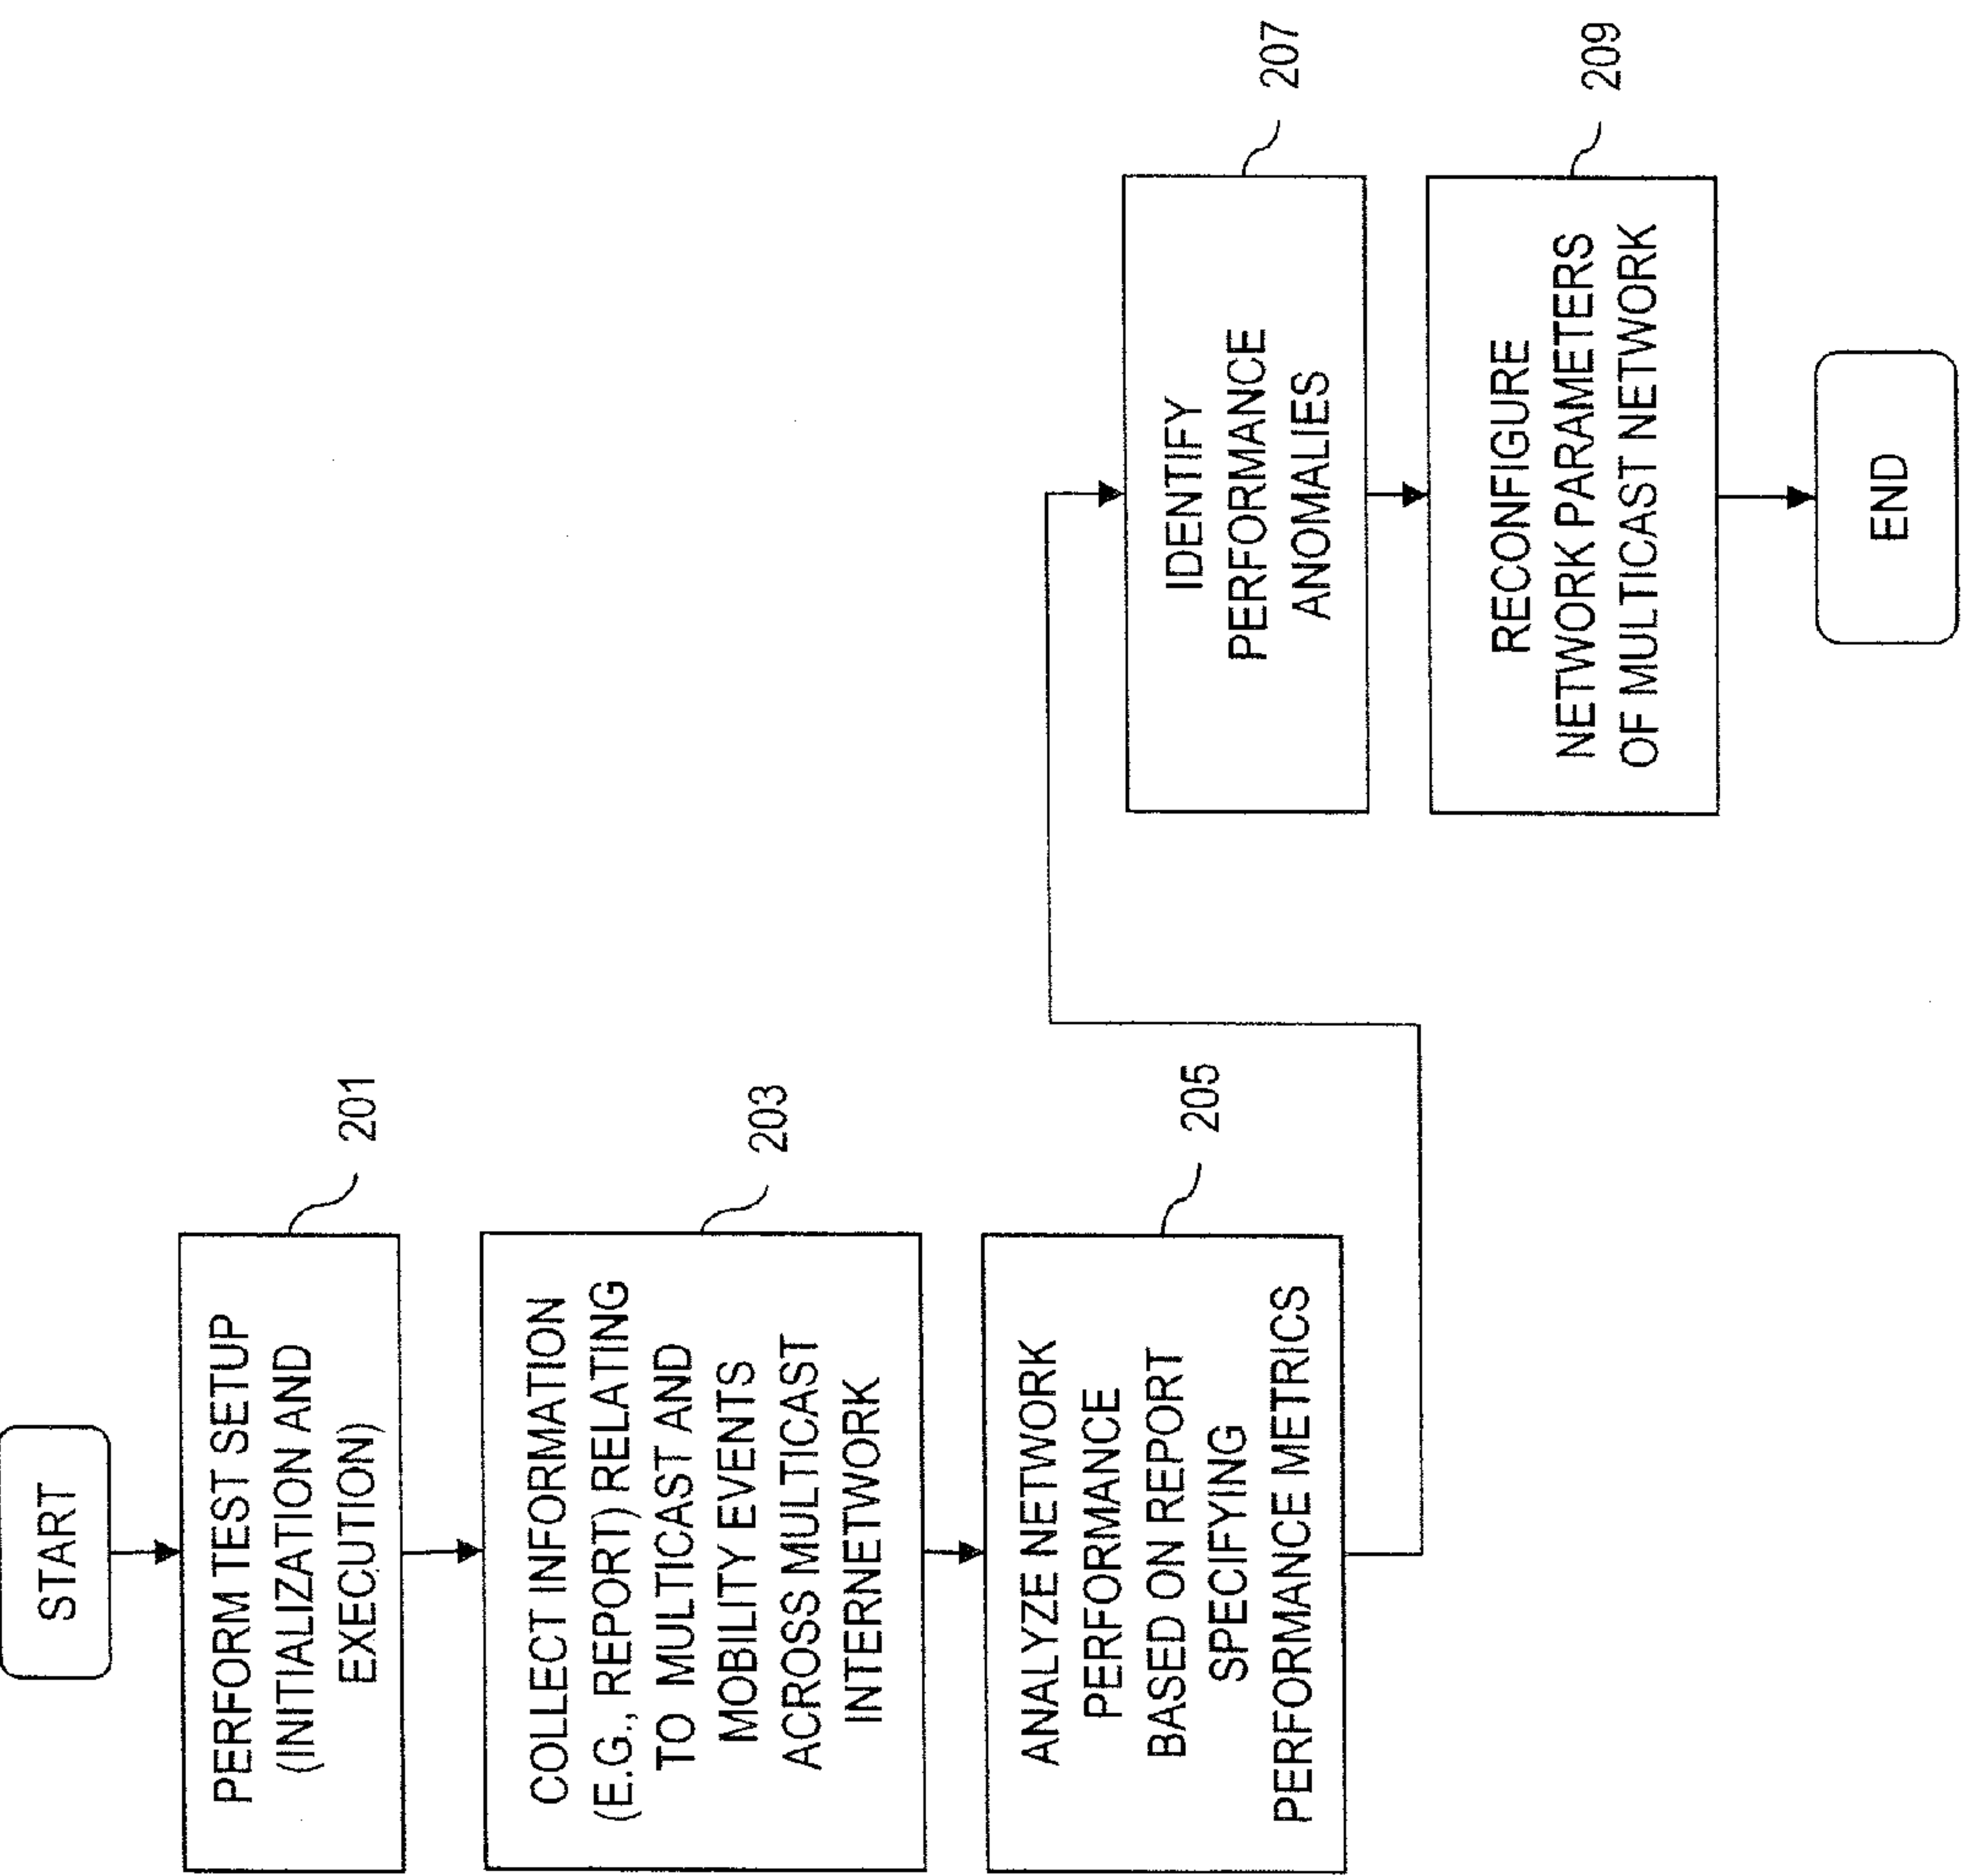 START
PERFORM TEST SETUP
(INITIALIZATION AND
EXECUTION)
201
COLLECT INFORMATION
(E.G., REPORT) RELATING
TO MULTICAST AND
MOBILITY EVENTS
ACROSS MULTICAST
INTERNETWORK
203
ANALYZE NETWORK
PERFORMANCE
BASED ON REPORT
SPECIFYING
PERFORMANCE METRICS
205
IDENTIFY
PERFORMANCE
ANOMALIES
207
RECONFIGURE
NETWORK PARAMETERS
OF MULTICAST NETWORK
209
END